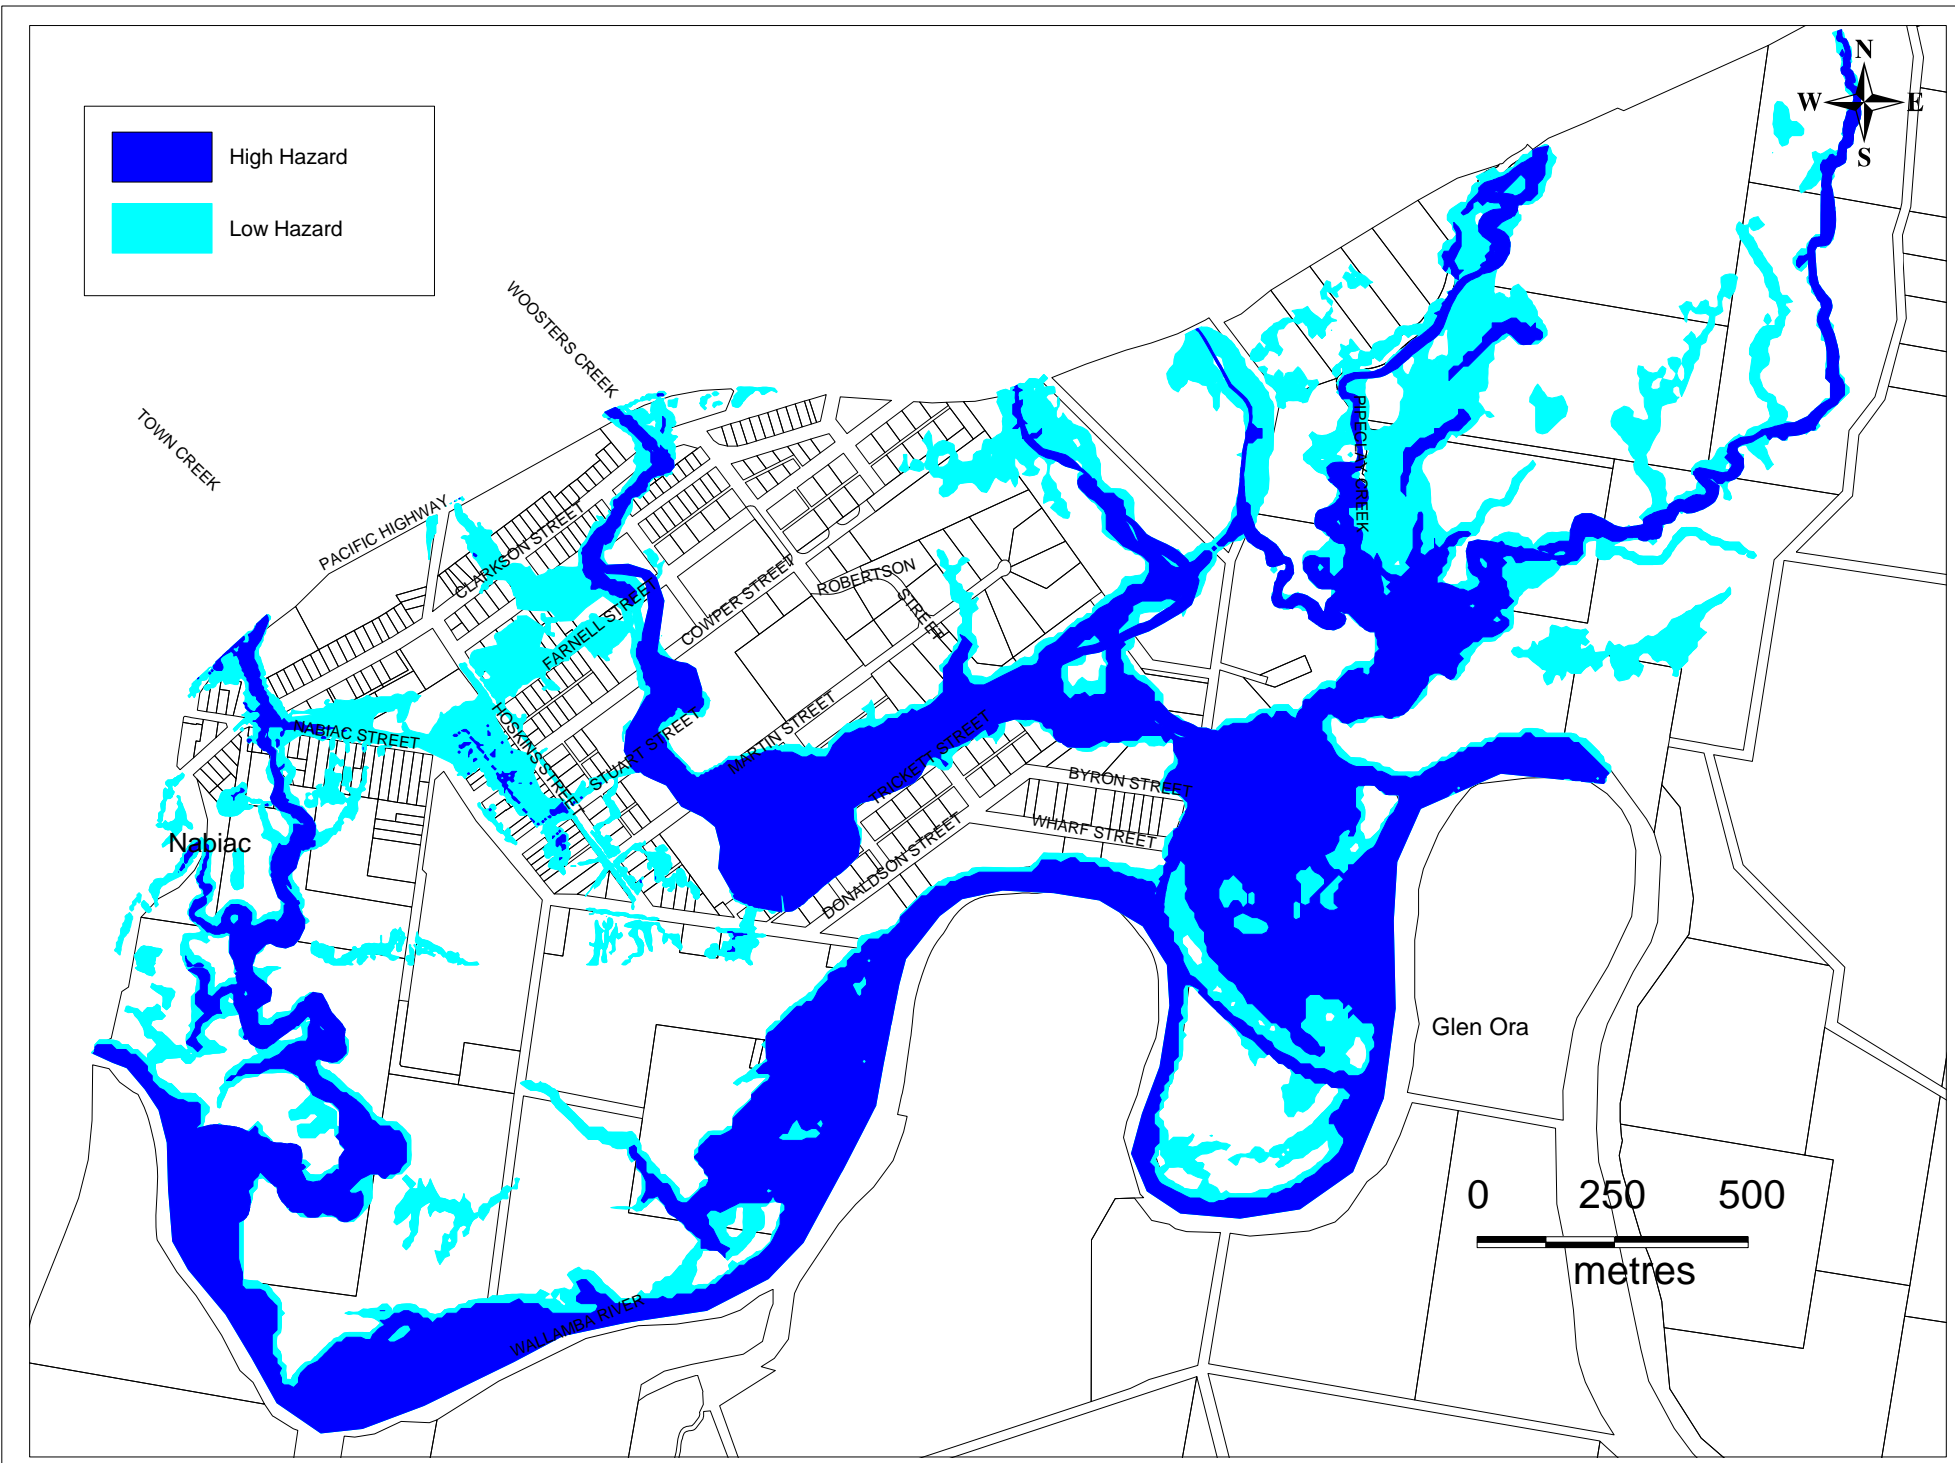 N
W E
S
High Hazard
Low Hazard
WOOSTERS CREEK
TOWN CREEK
PACIFIC HIGHWAY
CLARKSON STREET
PIPECLAY CREEK
FARNELL STREET
COWPER STREET
ROBERTSON
STREET
NABIAC STREET
HOSKINS STREET
STUART STREET
MARTIN STREET
TRICKETT STREET
BYRON STREET
WHARF STREET
DONALDSON STREET
Nabiac
Glen Ora
0 250 500
metres
WALLAMBA RIVER